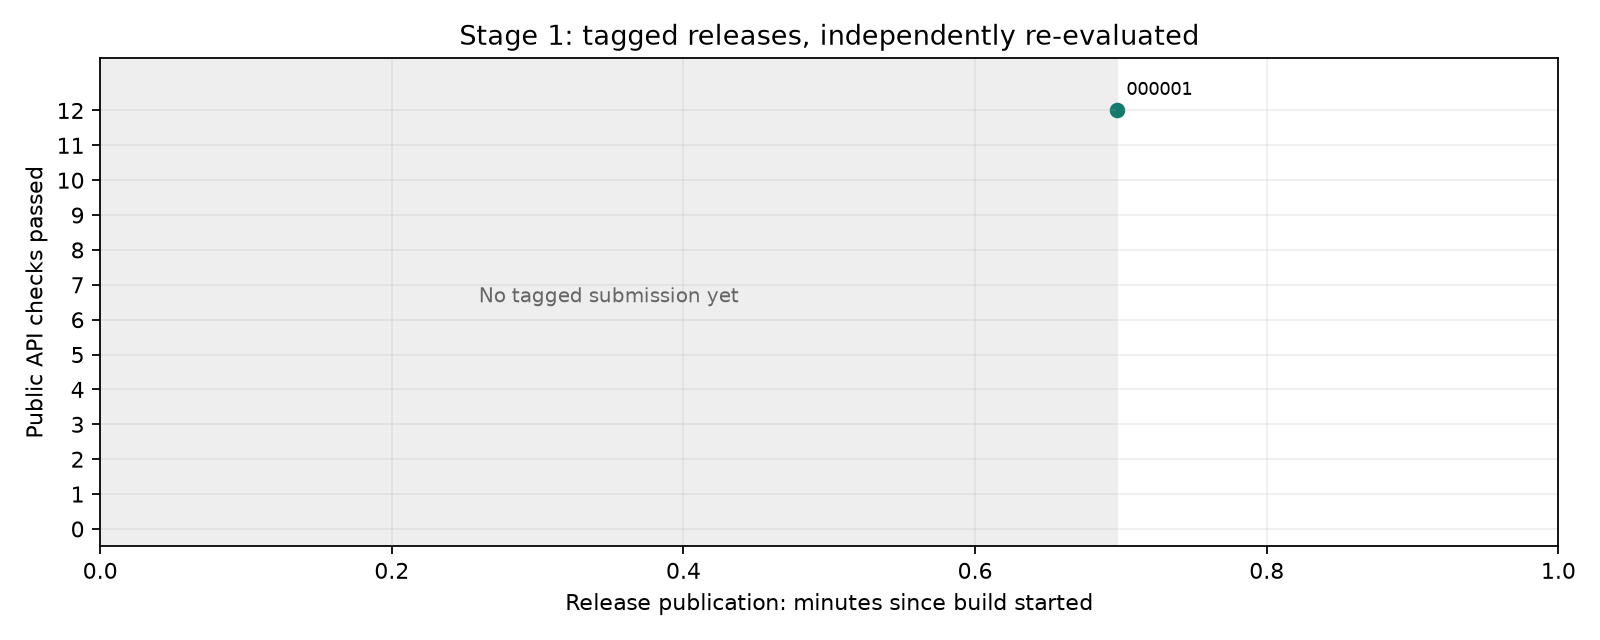 Stage 1: tagged releases, independently re-evaluated
000001
12
11
10
9
8
7
6
5
4
3
2
1
0
Public API checks passed
No tagged submission yet
0.0 0.2 0.4 0.6 0.8 1.0
Release publication: minutes since build started